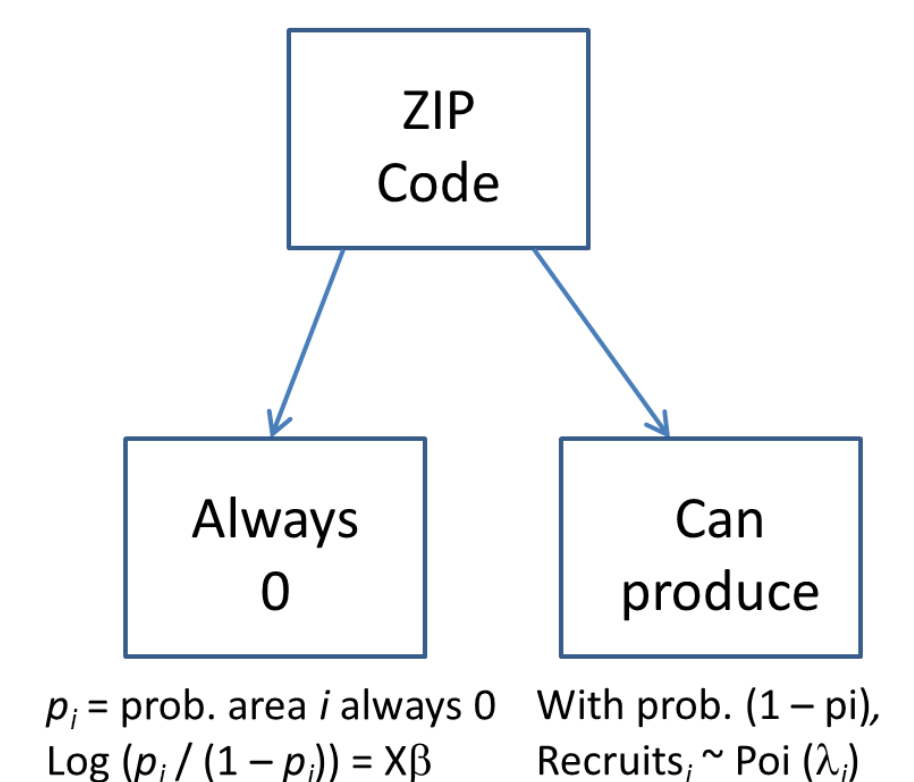 ZIP
Code
Always
0
Can
produce
pᵢ = prob. area i always 0
Log (pᵢ / (1 – pᵢ)) = Xβ
With prob. (1 – pi),
Recruitsᵢ ~ Poi (λᵢ)